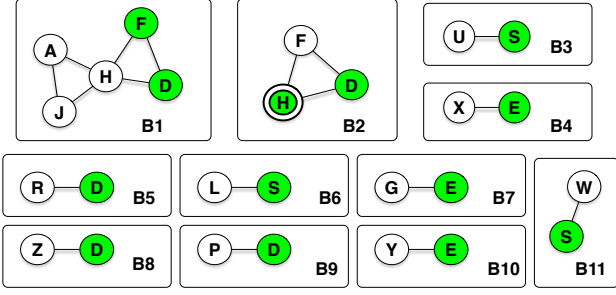 F
A
H
D
J
B1
F
D
H
B2
U S
B3
X E
B4
R D
B5
L S
B6
G E
B7
W
S
B11
Z D
B8
P D
B9
Y E
B10